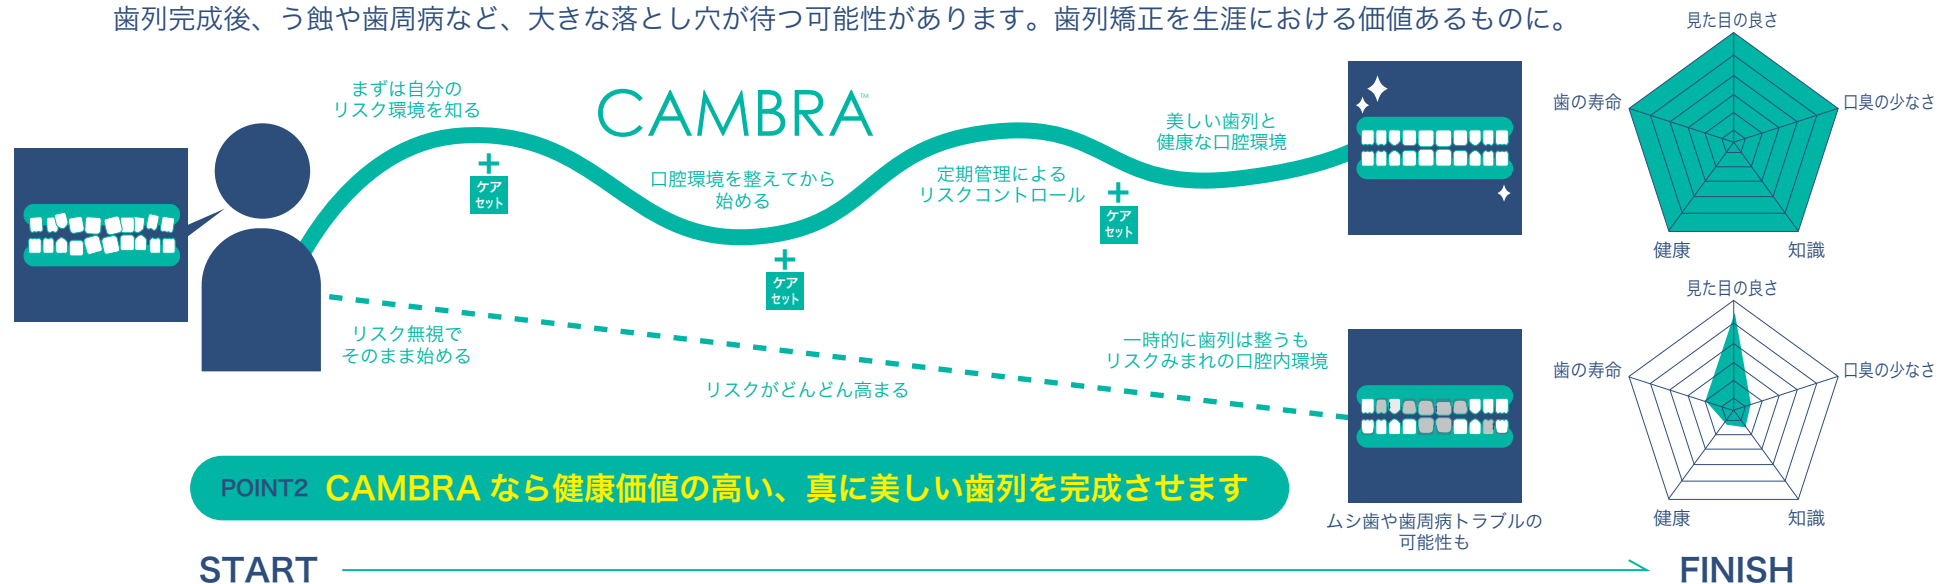 歯列完成後、う蝕や歯周病など、大きな落とし穴が待つ可能性があります。歯列矯正を生涯における価値あるものに。
まずは自分の
リスク環境を知る
CAMBRA™
ケア
セット
口腔環境を整えてから
始める
ケア
セット
定期管理による
リスクコントロール
ケア
セット
美しい歯列と
健康な口腔環境
見た目の良さ
歯の寿命
口臭の少なさ
健康
知識
リスク無視で
そのまま始める
リスクがどんどん高まる
一時的に歯列は整うも
リスクみまれの口腔内環境
ムシ歯や歯周病トラブルの
可能性も
見た目の良さ
歯の寿命
口臭の少なさ
健康
知識
POINT2 CAMBRA なら健康価値の高い、真に美しい歯列を完成させます
START
FINISH